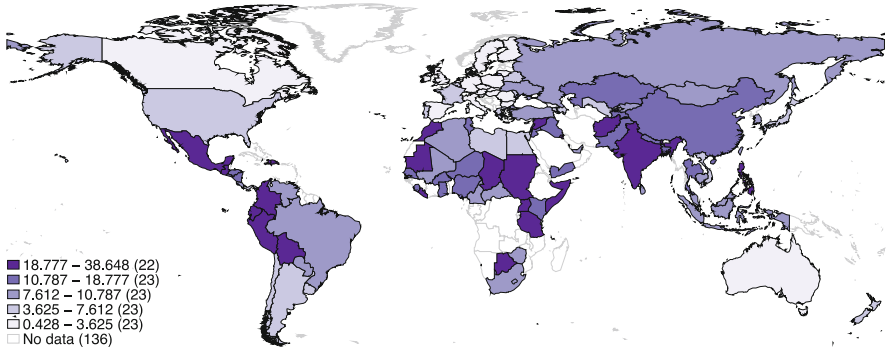 18.777 – 38.648 (22)
10.787 – 18.777 (23)
7.612 – 10.787 (23)
3.625 – 7.612 (23)
0.428 – 3.625 (23)
No data (136)